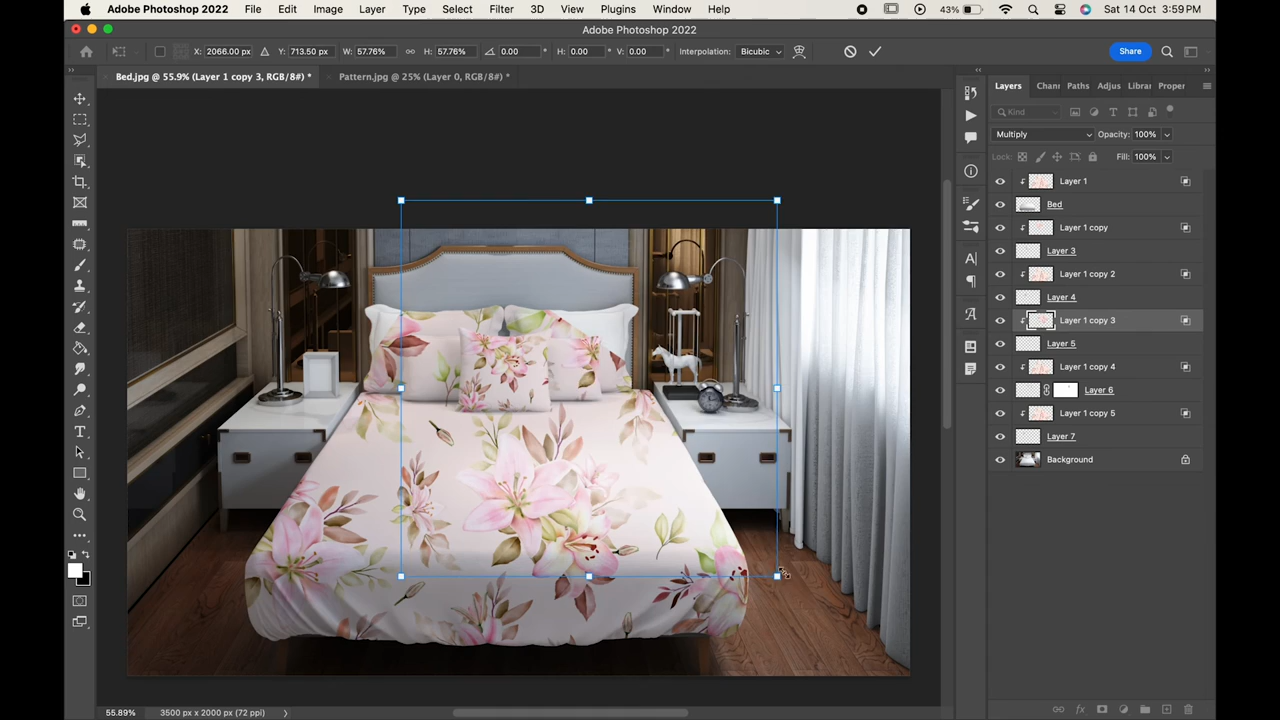 Adobe Photoshop 2022 File Edit Image Layer Type Select Filter 3D View Plugins Window Help 43% Sat 14 Oct 3:59PM
Adobe Photoshop 2022
X: 2066.00 px Y: 713.50 px W: 57.76% H: 57.76% 0.00 ° H: 0.00 ° V: 0.00 ° Interpolation: Bicubic Share
Bed.jpg @ 55.9% (Layer 1 copy 3, RGB/8#) * Pattern.jpg @ 25% (Layer 0, RGB/8#) *
Layers Chann Paths Adjus Librar Proper
Kind
Multiply Opacity: 100%
Lock: Fill: 100%
Layer 1
Bed
Layer 1 copy
Layer 3
Layer 1 copy 2
Layer 4
Layer 1 copy 3
Layer 5
Layer 1 copy 4
Layer 6
Layer 1 copy 5
Layer 7
Background
55.89% 3500 px x 2000 px (72 ppi)